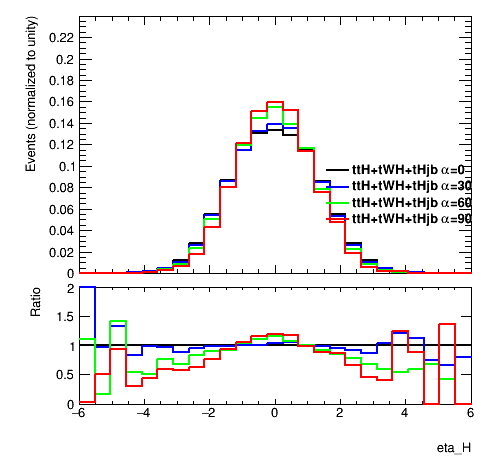 Events (normalized to unity)
0.22
0.2
0.18
0.16
0.14
0.12
0.1
0.08
0.06
0.04
0.02
0
ttH+tWH+tHjb α=0
ttH+tWH+tHjb α=30
ttH+tWH+tHjb α=60
ttH+tWH+tHjb α=90
Ratio
2
1.5
1
0.5
0
−6 −4 −2 0 2 4 6
eta_H